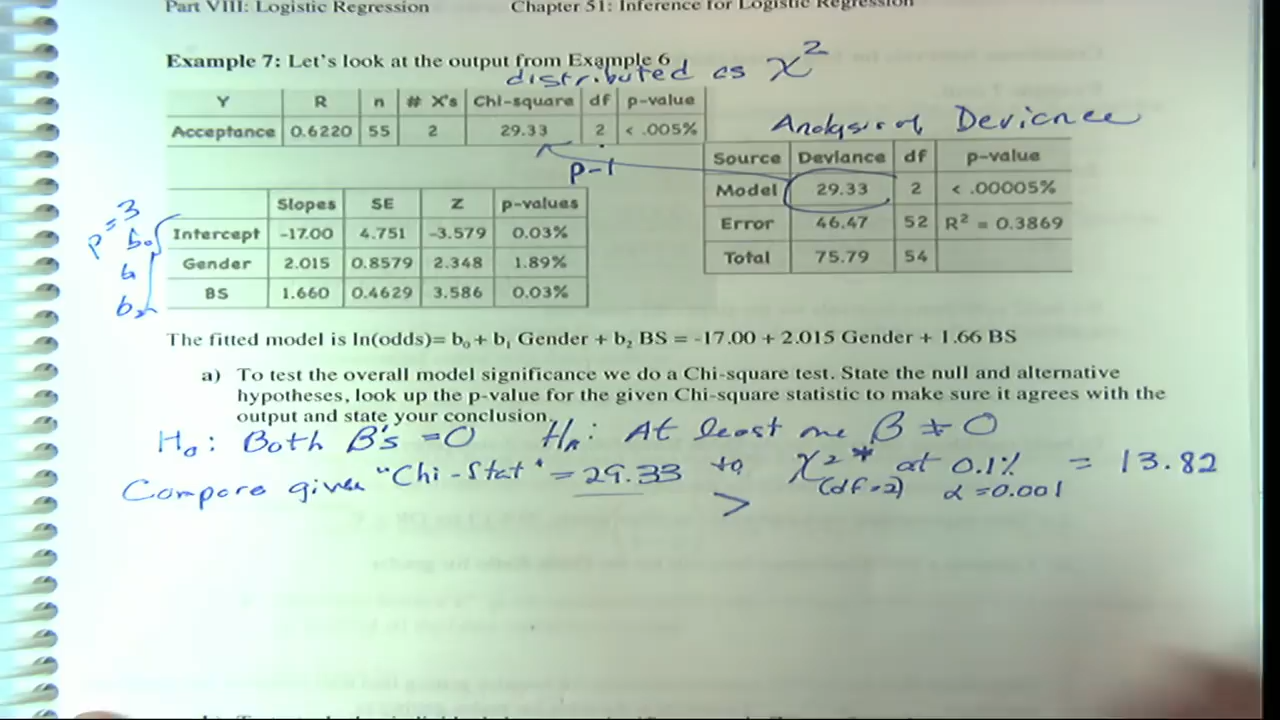 Part VIII: Logistic Regression Chapter 51: Inference for Logistic Regression
Example 7: Let's look at the output from Example 6
distributed as χ²
Y R n # X's Chi-square df p-value
Acceptance 0.6220 55 2 29.33 2 < .005%
p-1
Analysis of Deviance
Source Deviance df p-value
Model 29.33 2 < .00005%
Error 46.47 52 R² = 0.3869
Total 75.79 54
Slopes SE Z p-values
Intercept -17.00 4.751 -3.579 0.03%
Gender 2.015 0.8579 2.348 1.89%
BS 1.660 0.4629 3.586 0.03%
p=3
b₀
b₁
b₂
The fitted model is ln(odds)= b₀ + b₁ Gender + b₂ BS = -17.00 + 2.015 Gender + 1.66 BS
a) To test the overall model significance we do a Chi-square test. State the null and alternative
hypotheses, look up the p-value for the given Chi-square statistic to make sure it agrees with the
output and state your conclusion.
H₀: Both β's = 0 Hₐ: At least one β ≠ 0
Compare given "Chi-Stat" = 29.33 to χ²* at 0.1% = 13.82
> (df=2) α=0.001